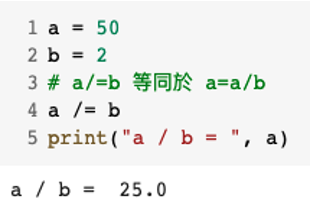 1 a = 50
2 b = 2
3 # a/=b 等同於 a=a/b
4 a /= b
5 print("a / b = ", a)
a / b =  25.0